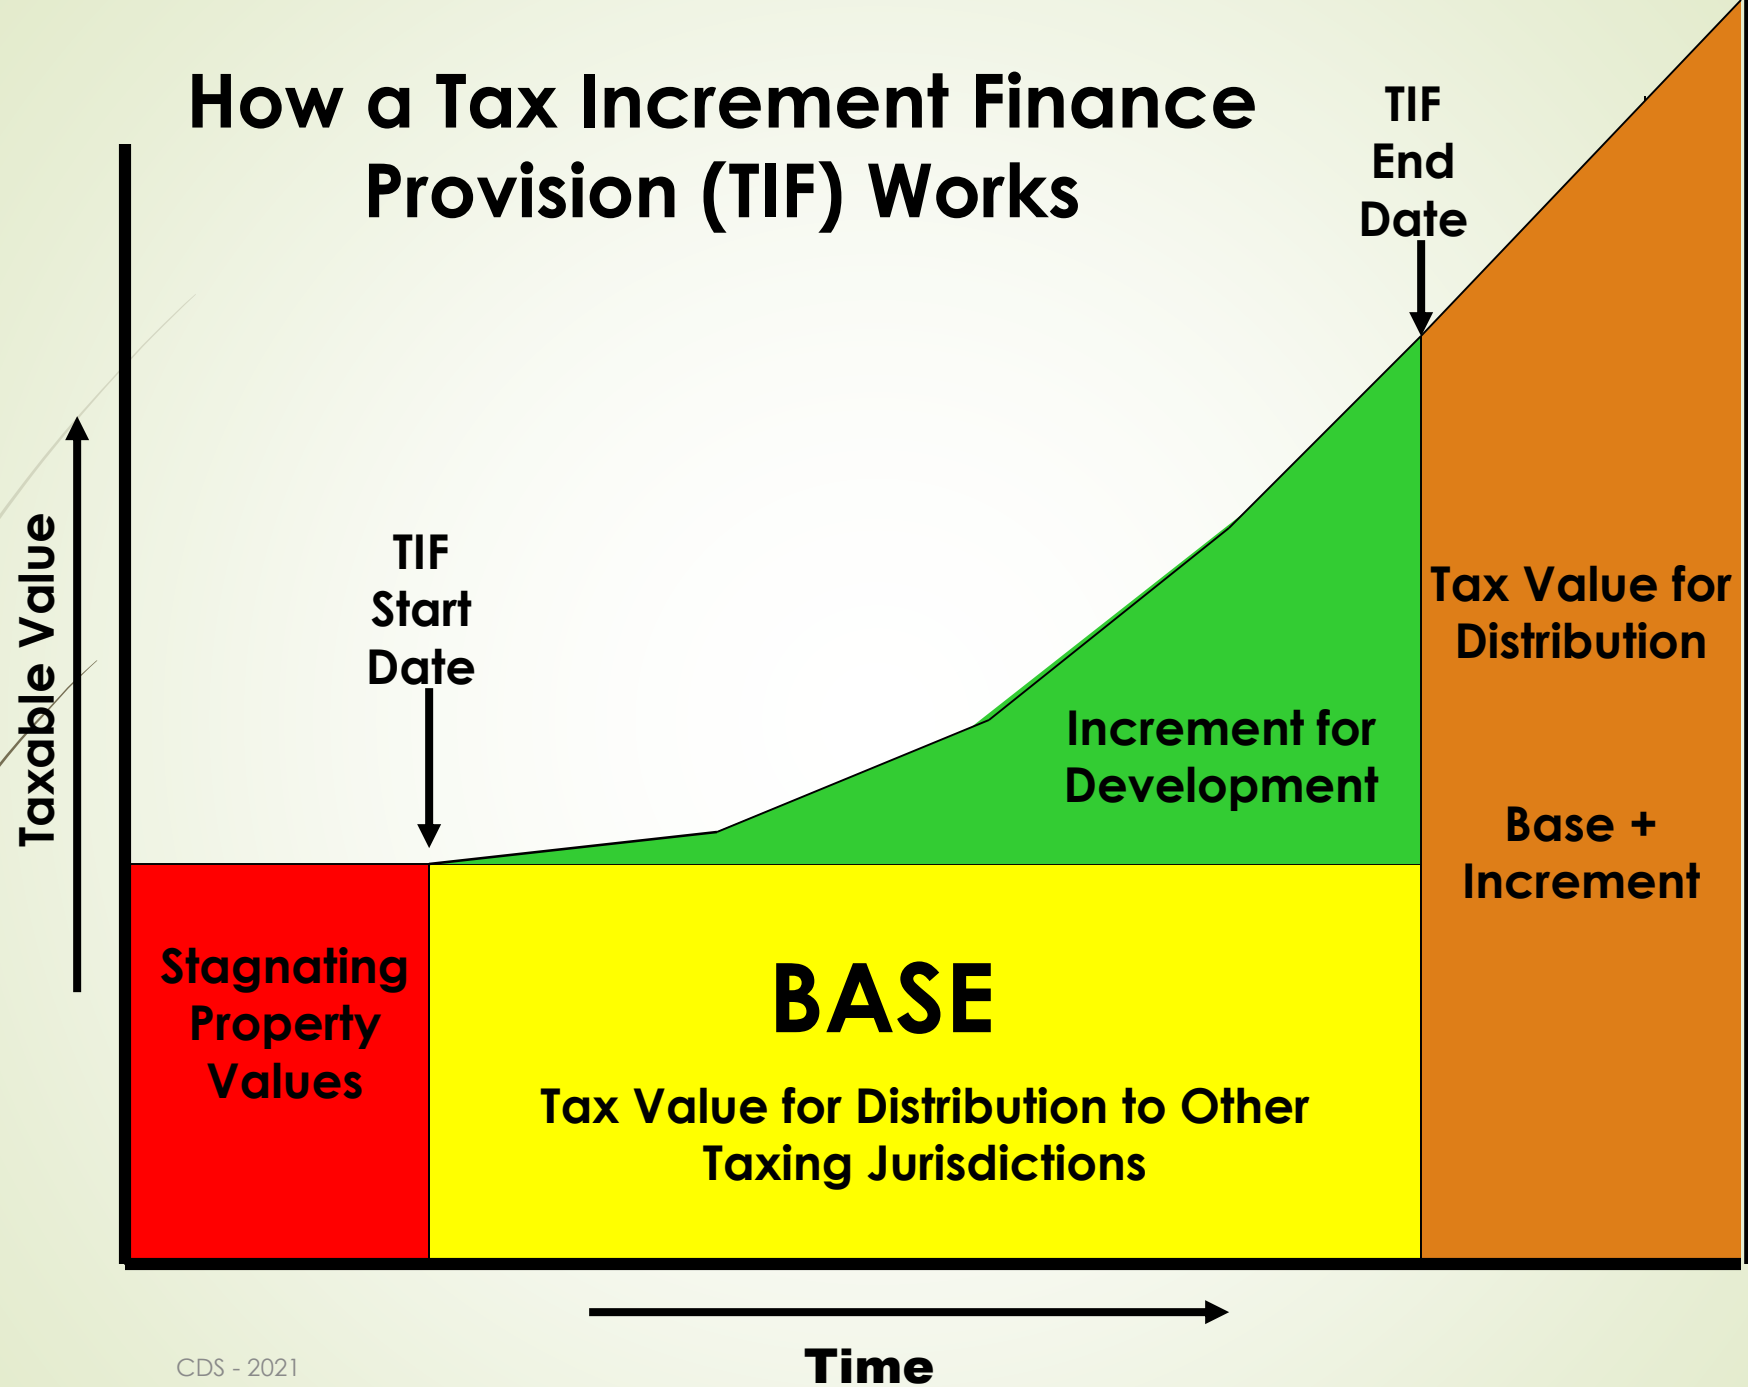 How a Tax Increment Finance
Provision (TIF) Works
TIF
End
Date
TIF
Start
Date
Taxable Value
Tax Value for
Distribution
Increment for
Development
Base +
Increment
Stagnating
Property
Values
BASE
Tax Value for Distribution to Other
Taxing Jurisdictions
Time
CDS - 2021